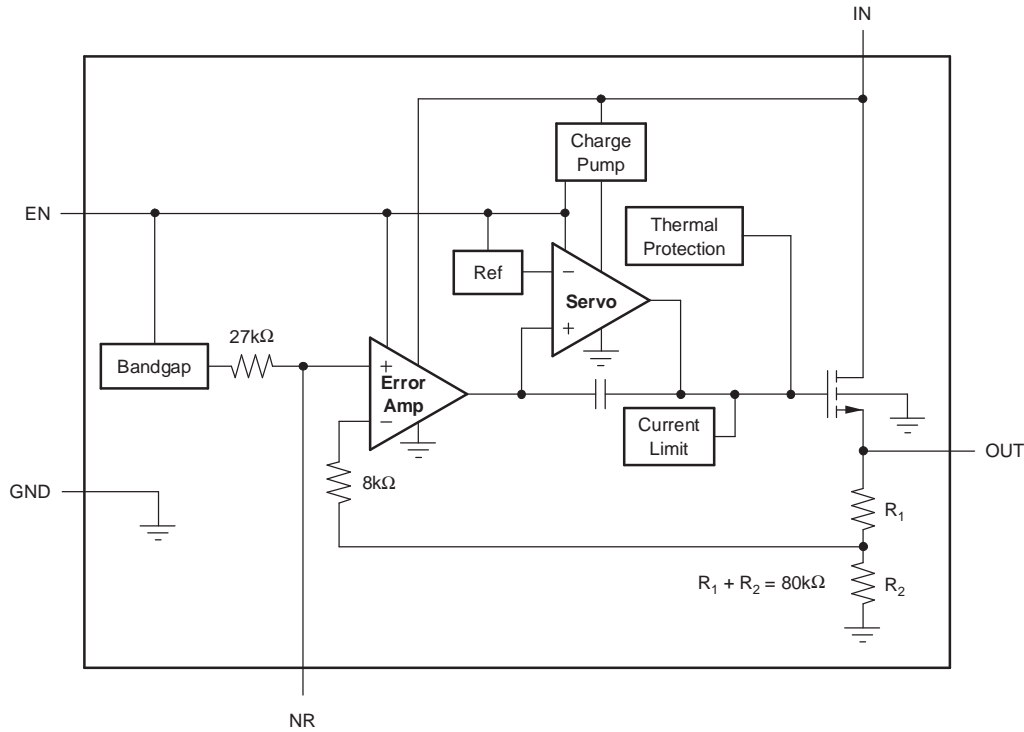 IN
Charge
Pump
EN
Thermal
Protection
Ref
−
Servo
+
27kΩ
Bandgap
+
Error
Amp
−
Current
Limit
OUT
8kΩ
GND
R1
R1 + R2 = 80kΩ
R2
NR